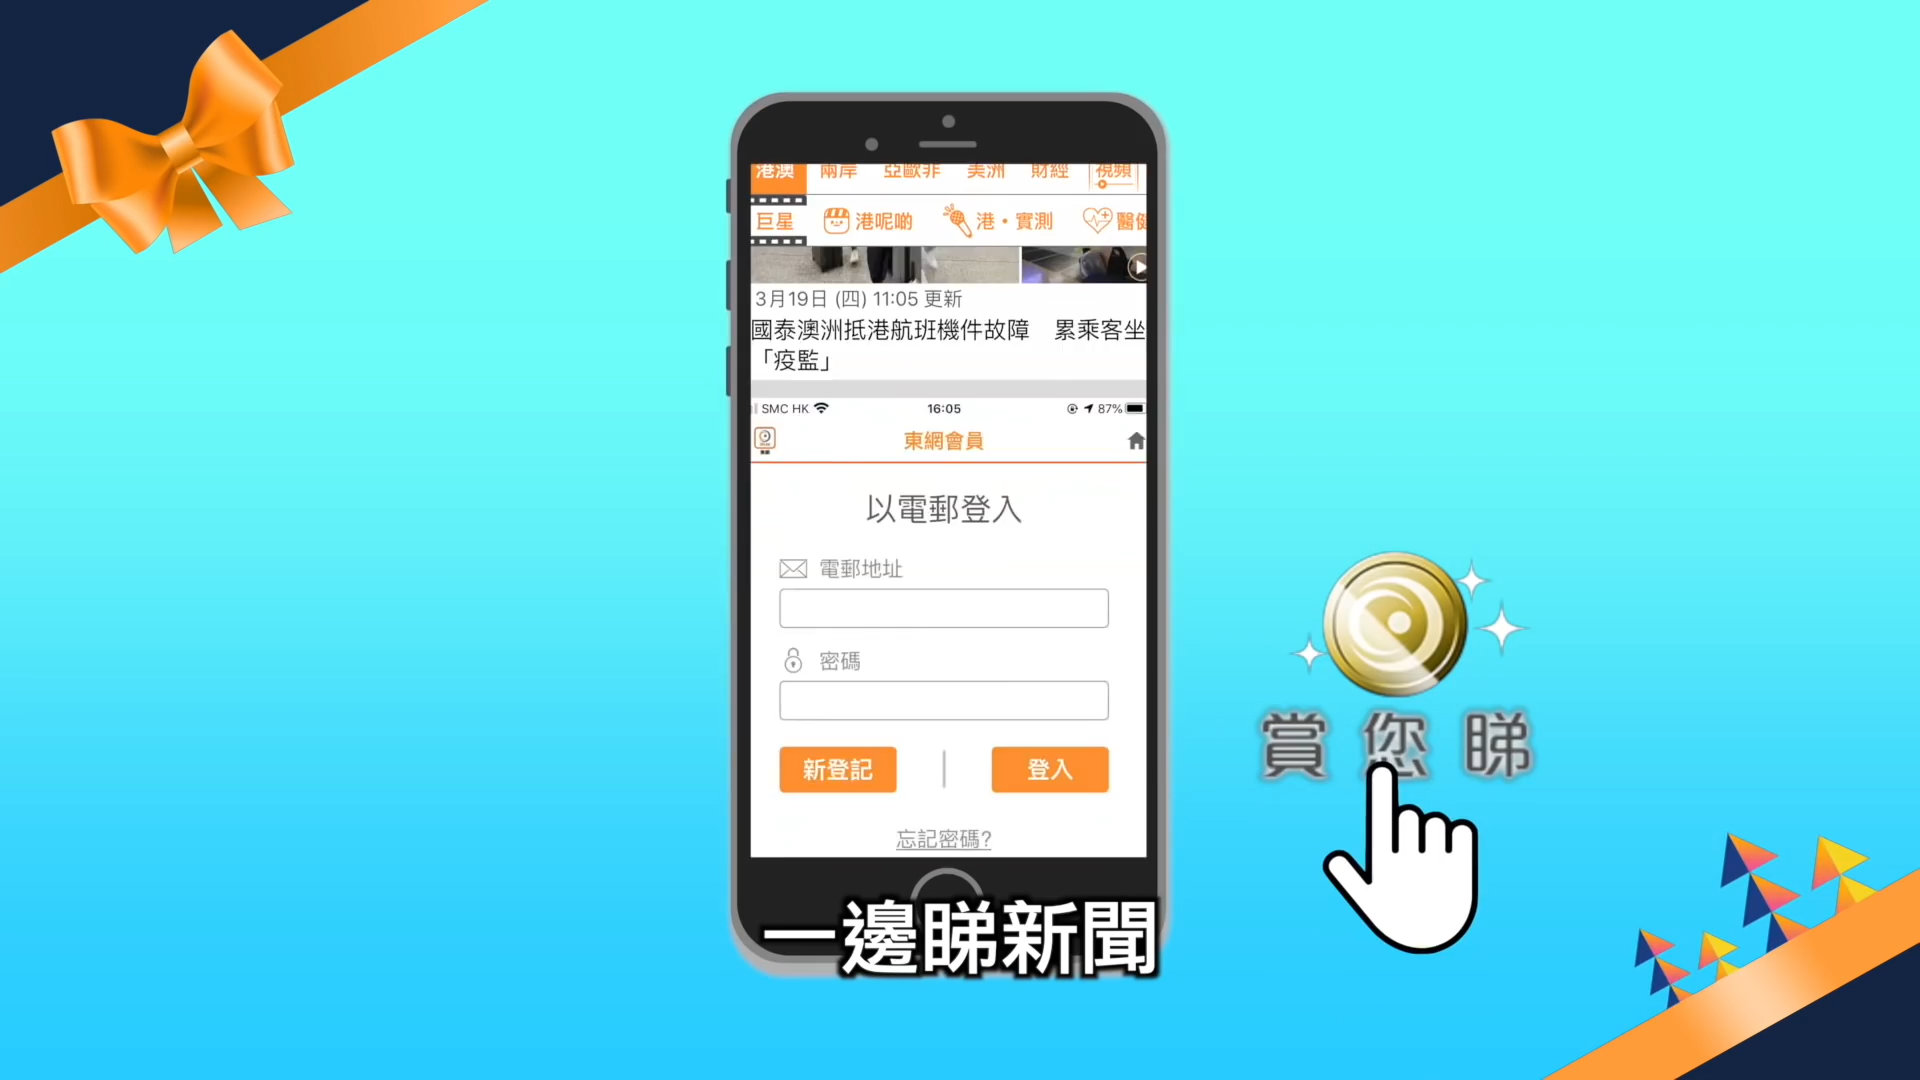 港澳 兩岸 亞歐非 美洲 財經 視頻
巨星 港呢啲 港・實測 醫健
3月19日 (四) 11:05 更新
國泰澳洲抵港航班機件故障 累乘客坐
「疫監」
SMC HK 16:05 87%
東網會員
以電郵登入
電郵地址
密碼
新登記 登入
忘記密碼?
賞您睇
一邊睇新聞